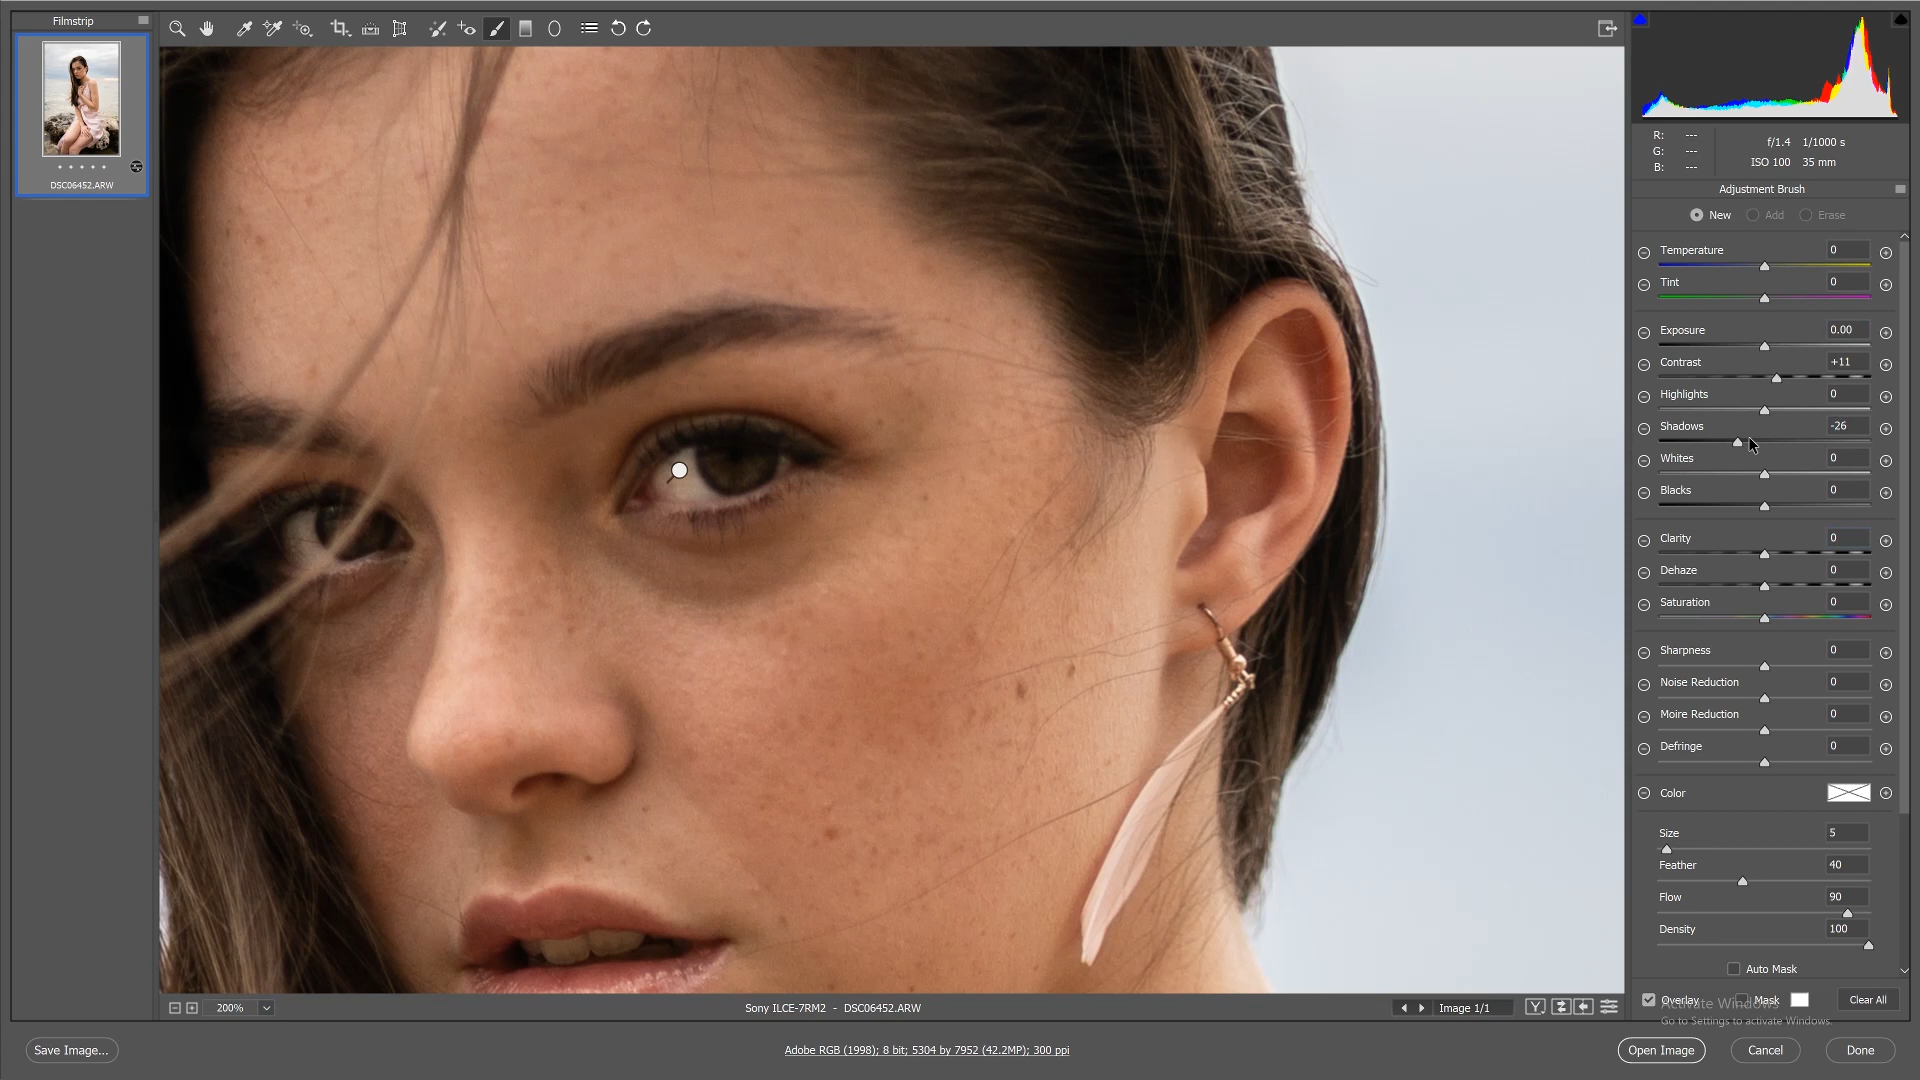 Filmstrip
DSC06452.ARW
R: ---
G: ---
B: ---
f/1.4 1/1000 s
ISO 100 35 mm
Adjustment Brush
New Add Erase
Temperature 0
Tint 0
Exposure 0.00
Contrast +11
Highlights 0
Shadows -26
Whites 0
Blacks 0
Clarity 0
Dehaze 0
Saturation 0
Sharpness 0
Noise Reduction 0
Moire Reduction 0
Defringe 0
Color
Size 5
Feather 40
Flow 90
Density 100
Auto Mask
Overlay Mask Clear All
Activate Windows
Go to Settings to activate Windows.
200% Sony ILCE-7RM2 - DSC06452.ARW Y Image 1/1
Save Image... Adobe RGB (1998); 8 bit; 5304 by 7952 (42.2MP); 300 ppi Open Image Cancel Done